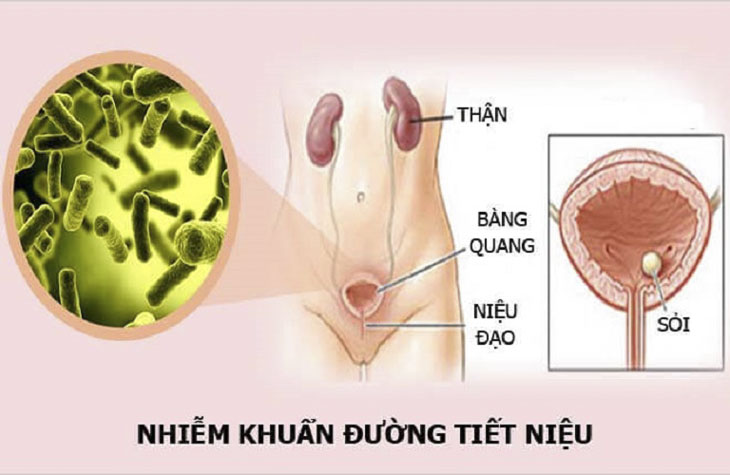 THẬN
BÀNG
QUANG
NIỆU
ĐẠO
SỎI
NHIỄM KHUẨN ĐƯỜNG TIẾT NIỆU